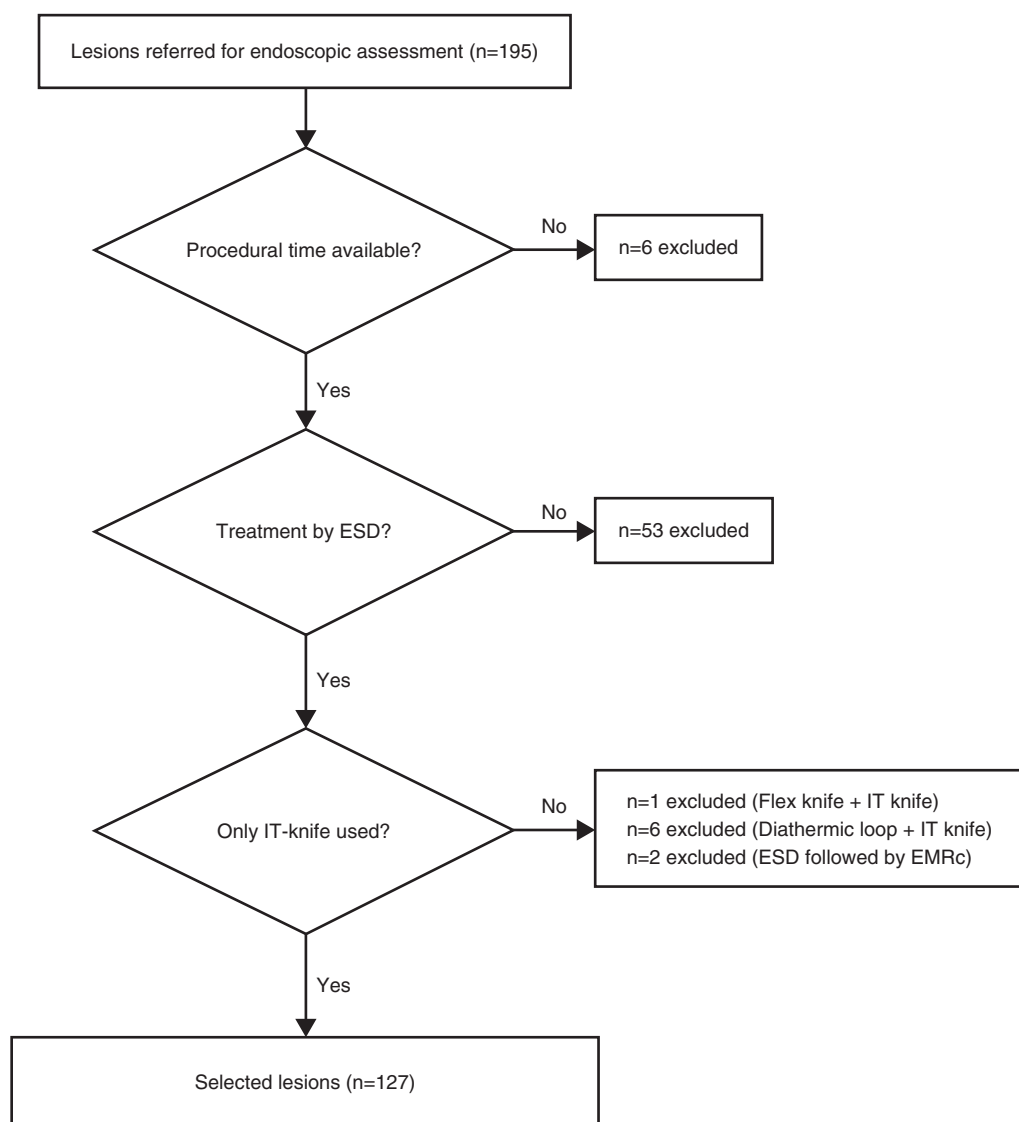 Lesions referred for endoscopic assessment (n=195)
Procedural time available?
No
n=6 excluded
Yes
Treatment by ESD?
No
n=53 excluded
Yes
Only IT-knife used?
No
n=1 excluded (Flex knife + IT knife)
n=6 excluded (Diathermic loop + IT knife)
n=2 excluded (ESD followed by EMRc)
Yes
Selected lesions (n=127)